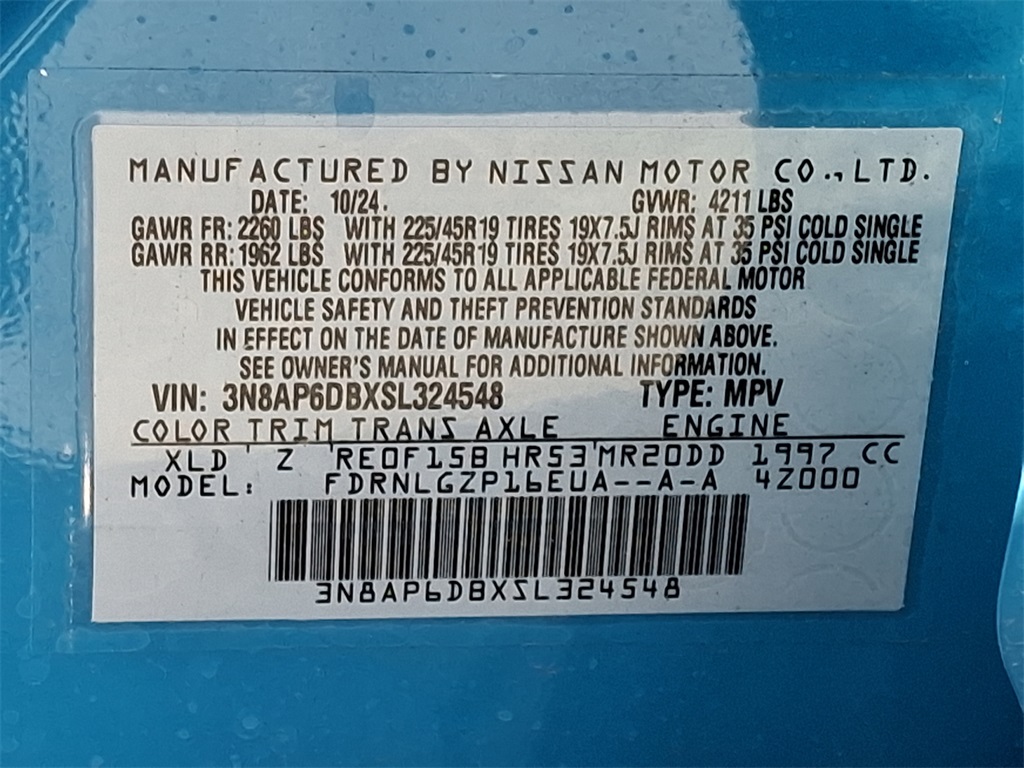 MANUFACTURED BY NISSAN MOTOR CO., LTD.
DATE: 10/24. GVWR: 4211 LBS
GAWR FR: 2260 LBS WITH 225/45R19 TIRES 19X7.5J RIMS AT 35 PSI COLD SINGLE
GAWR RR: 1962 LBS WITH 225/45R19 TIRES 19X7.5J RIMS AT 35 PSI COLD SINGLE
THIS VEHICLE CONFORMS TO ALL APPLICABLE FEDERAL MOTOR
VEHICLE SAFETY AND THEFT PREVENTION STANDARDS
IN EFFECT ON THE DATE OF MANUFACTURE SHOWN ABOVE.
SEE OWNER'S MANUAL FOR ADDITIONAL INFORMATION.
VIN: 3N8AP6DBXSL324548 TYPE: MPV
COLOR TRIM TRANS AXLE ENGINE
XLD Z RE0F15B HR53 MR20DD 1997 CC
MODEL: FDRNLGZP16EUA--A-A 4Z000
3N8AP6DBXSL324548